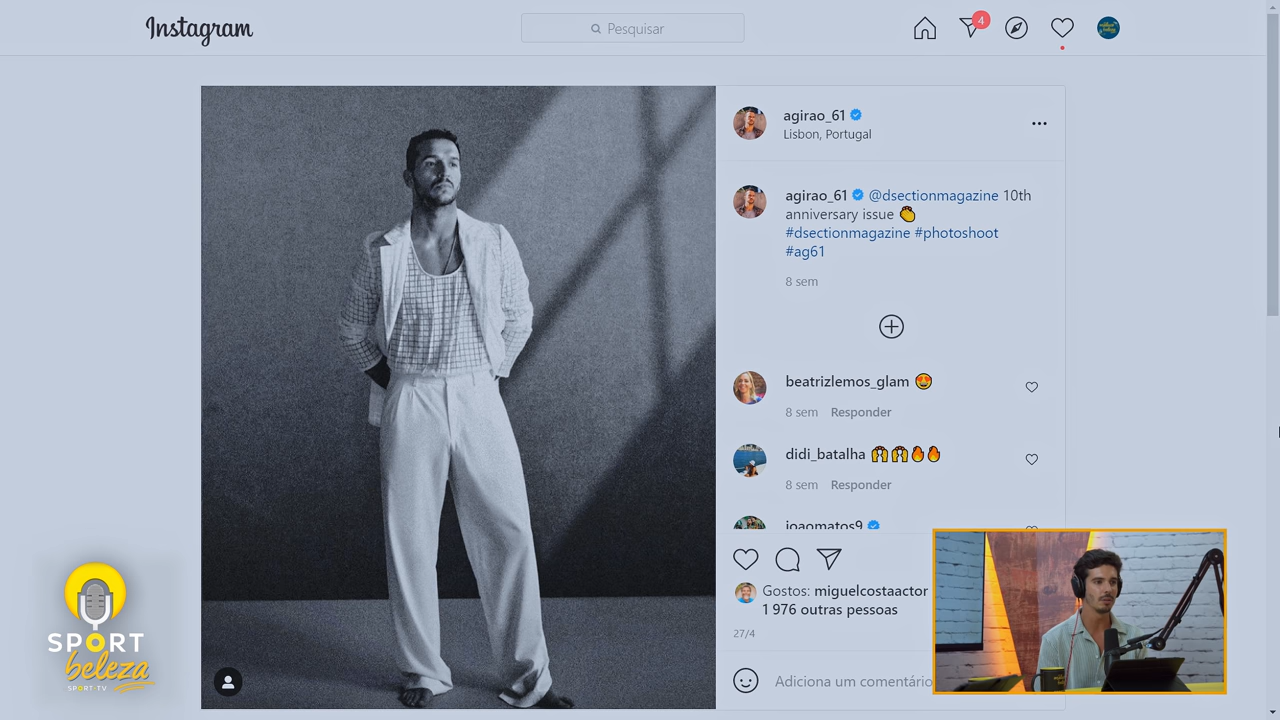 Instagram
Pesquisar
4
agirao_61
Lisbon, Portugal
agirao_61 @dsectionmagazine 10th
anniversary issue
#dsectionmagazine #photoshoot
#ag61
8 sem
beatrizlemos_glam
8 sem Responder
didi_batalha
8 sem Responder
joaomatos9
Gostos: miguelcostaactor
1 976 outras pessoas
27/4
Adiciona um comentário
SPORT
beleza
SPORT·TV